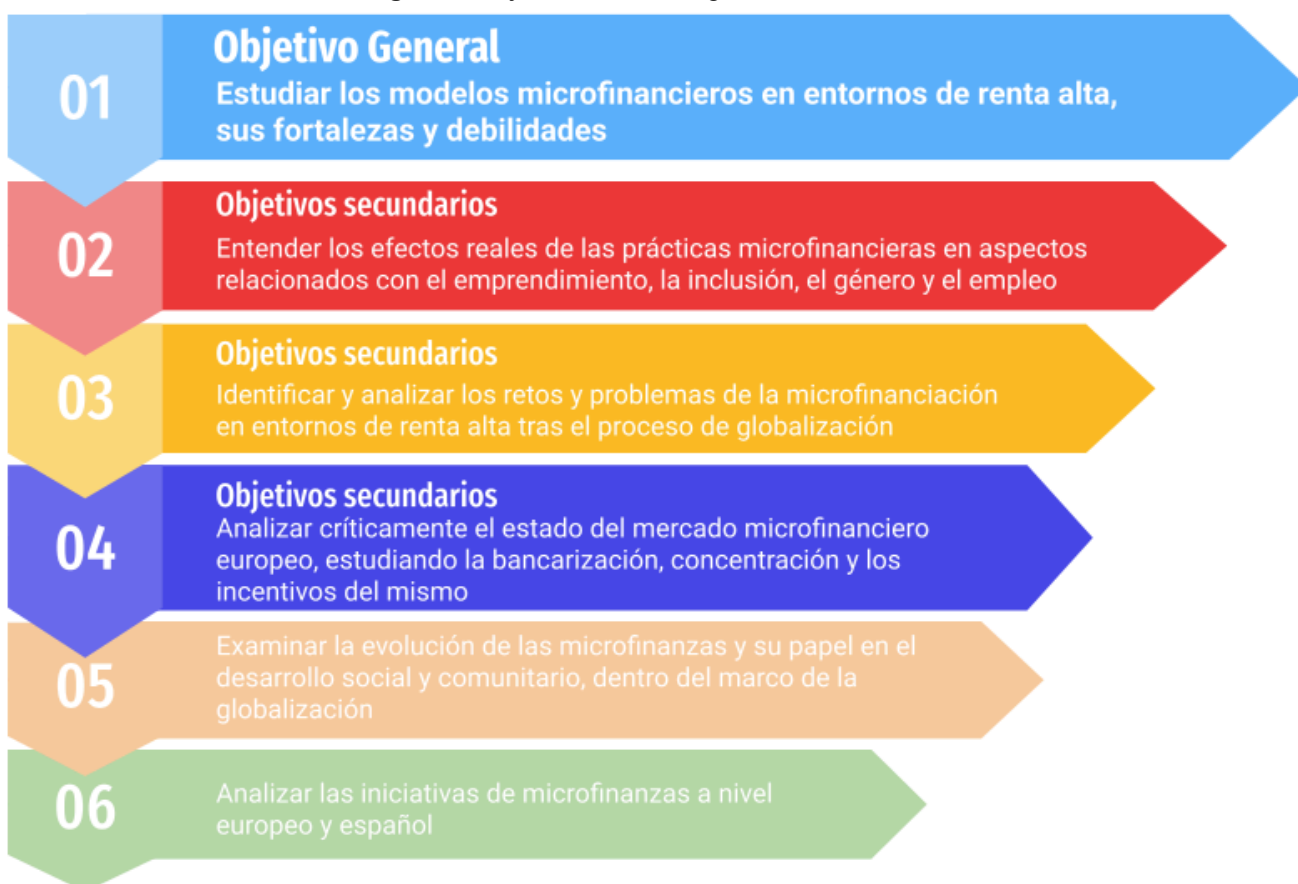 01
Objetivo General
Estudiar los modelos microfinancieros en entornos de renta alta,
sus fortalezas y debilidades
02
Objetivos secundarios
Entender los efectos reales de las prácticas microfinancieras en aspectos
relacionados con el emprendimiento, la inclusión, el género y el empleo
03
Objetivos secundarios
Identificar y analizar los retos y problemas de la microfinanciación
en entornos de renta alta tras el proceso de globalización
04
Objetivos secundarios
Analizar críticamente el estado del mercado microfinanciero
europeo, estudiando la bancarización, concentración y los
incentivos del mismo
05
Examinar la evolución de las microfinanzas y su papel en el
desarrollo social y comunitario, dentro del marco de la
globalización
06
Analizar las iniciativas de microfinanzas a nivel
europeo y español